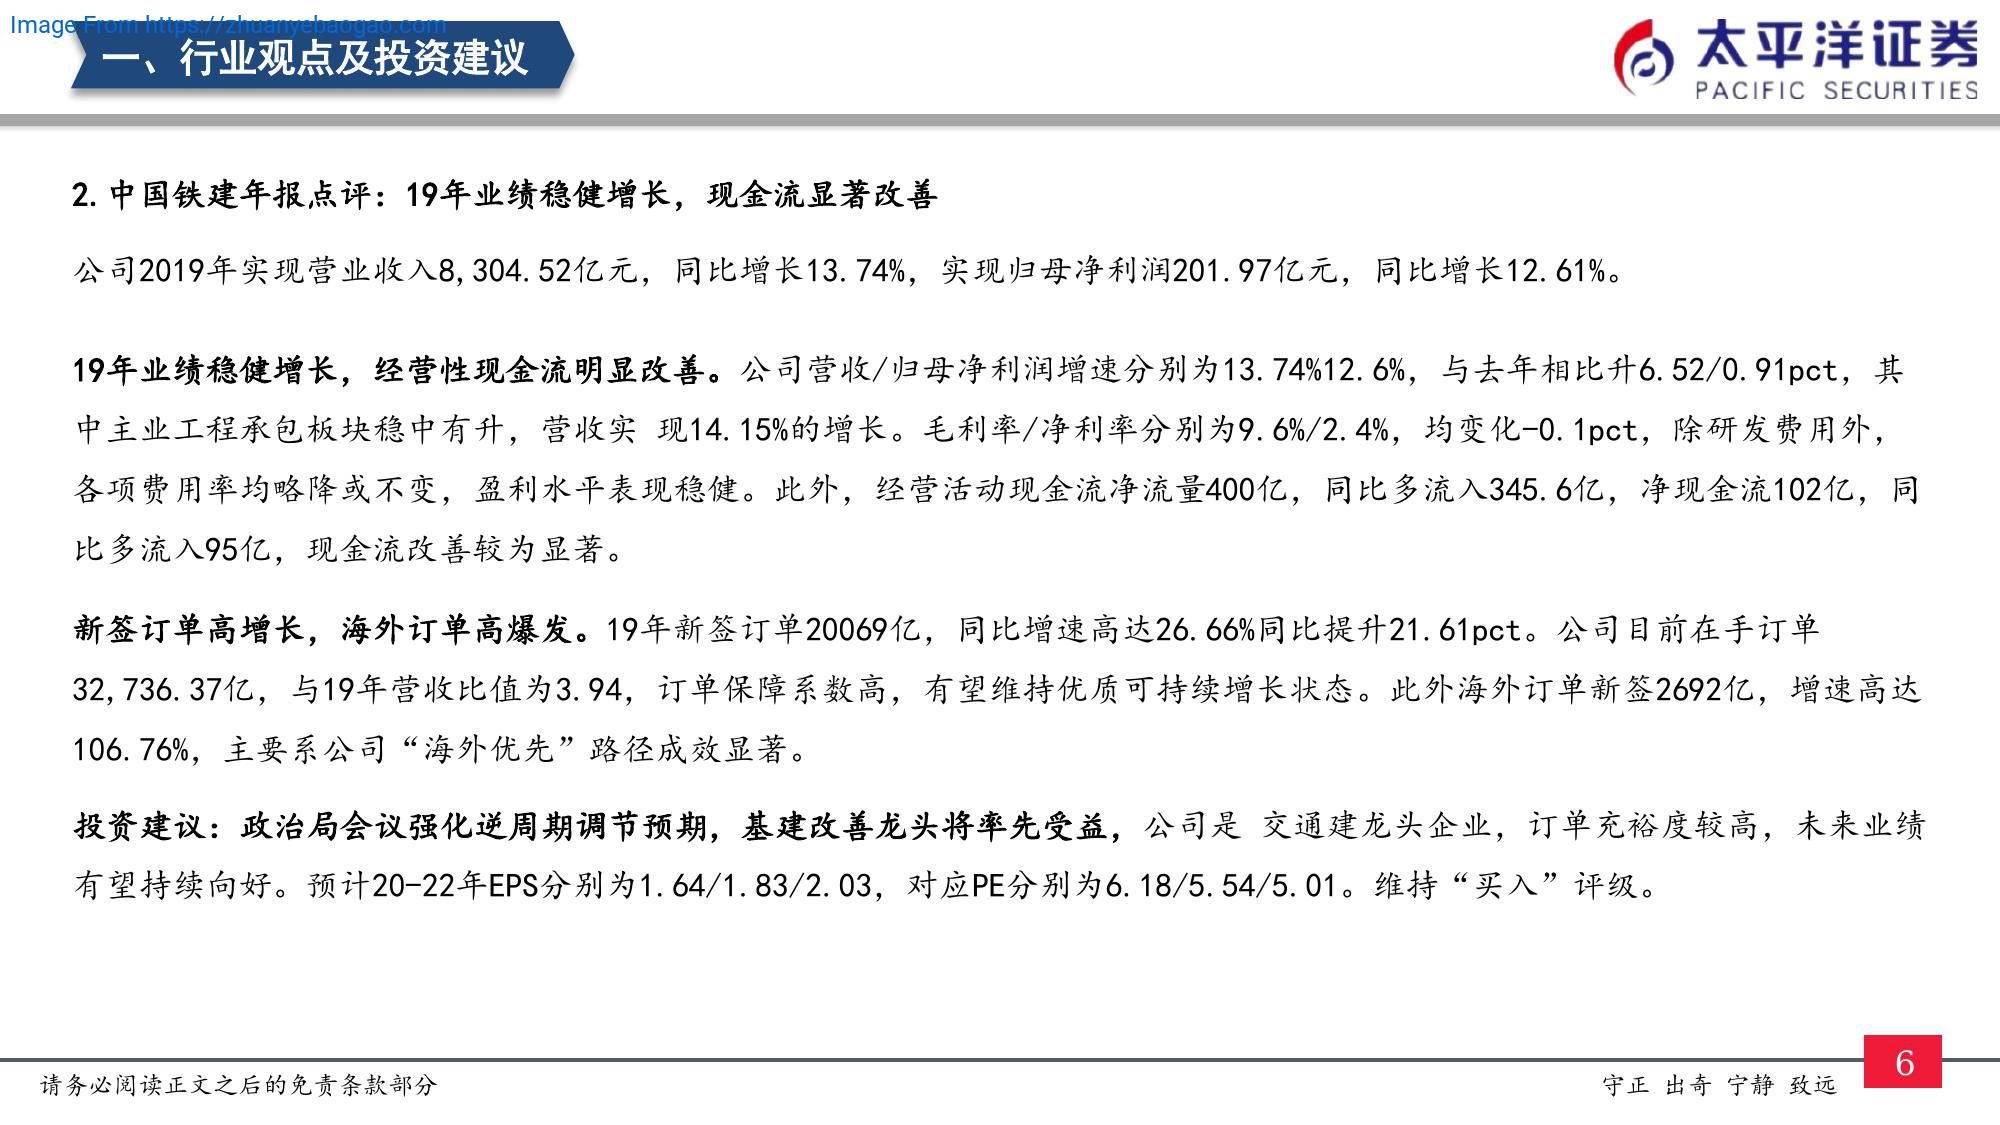 Image From https://zhuanyebaogao.com
一、行业观点及投资建议
太平洋证券
PACIFIC SECURITIES
2. 中国铁建年报点评：19年业绩稳健增长，现金流显著改善
公司2019年实现营业收入8,304.52亿元，同比增长13.74%，实现归母净利润201.97亿元，同比增长12.61%。
19年业绩稳健增长，经营性现金流明显改善。公司营收/归母净利润增速分别为13.74%12.6%，与去年相比升6.52/0.91pct，其
中主业工程承包板块稳中有升，营收实 现14.15%的增长。毛利率/净利率分别为9.6%/2.4%，均变化-0.1pct，除研发费用外，
各项费用率均略降或不变，盈利水平表现稳健。此外，经营活动现金流净流量400亿，同比多流入345.6亿，净现金流102亿，同
比多流入95亿，现金流改善较为显著。
新签订单高增长，海外订单高爆发。19年新签订单20069亿，同比增速高达26.66%同比提升21.61pct。公司目前在手订单
32,736.37亿，与19年营收比值为3.94，订单保障系数高，有望维持优质可持续增长状态。此外海外订单新签2692亿，增速高达
106.76%，主要系公司“海外优先”路径成效显著。
投资建议：政治局会议强化逆周期调节预期，基建改善龙头将率先受益，公司是 交通建龙头企业，订单充裕度较高，未来业绩
有望持续向好。预计20-22年EPS分别为1.64/1.83/2.03，对应PE分别为6.18/5.54/5.01。维持“买入”评级。
请务必阅读正文之后的免责条款部分
守正 出奇 宁静 致远
6